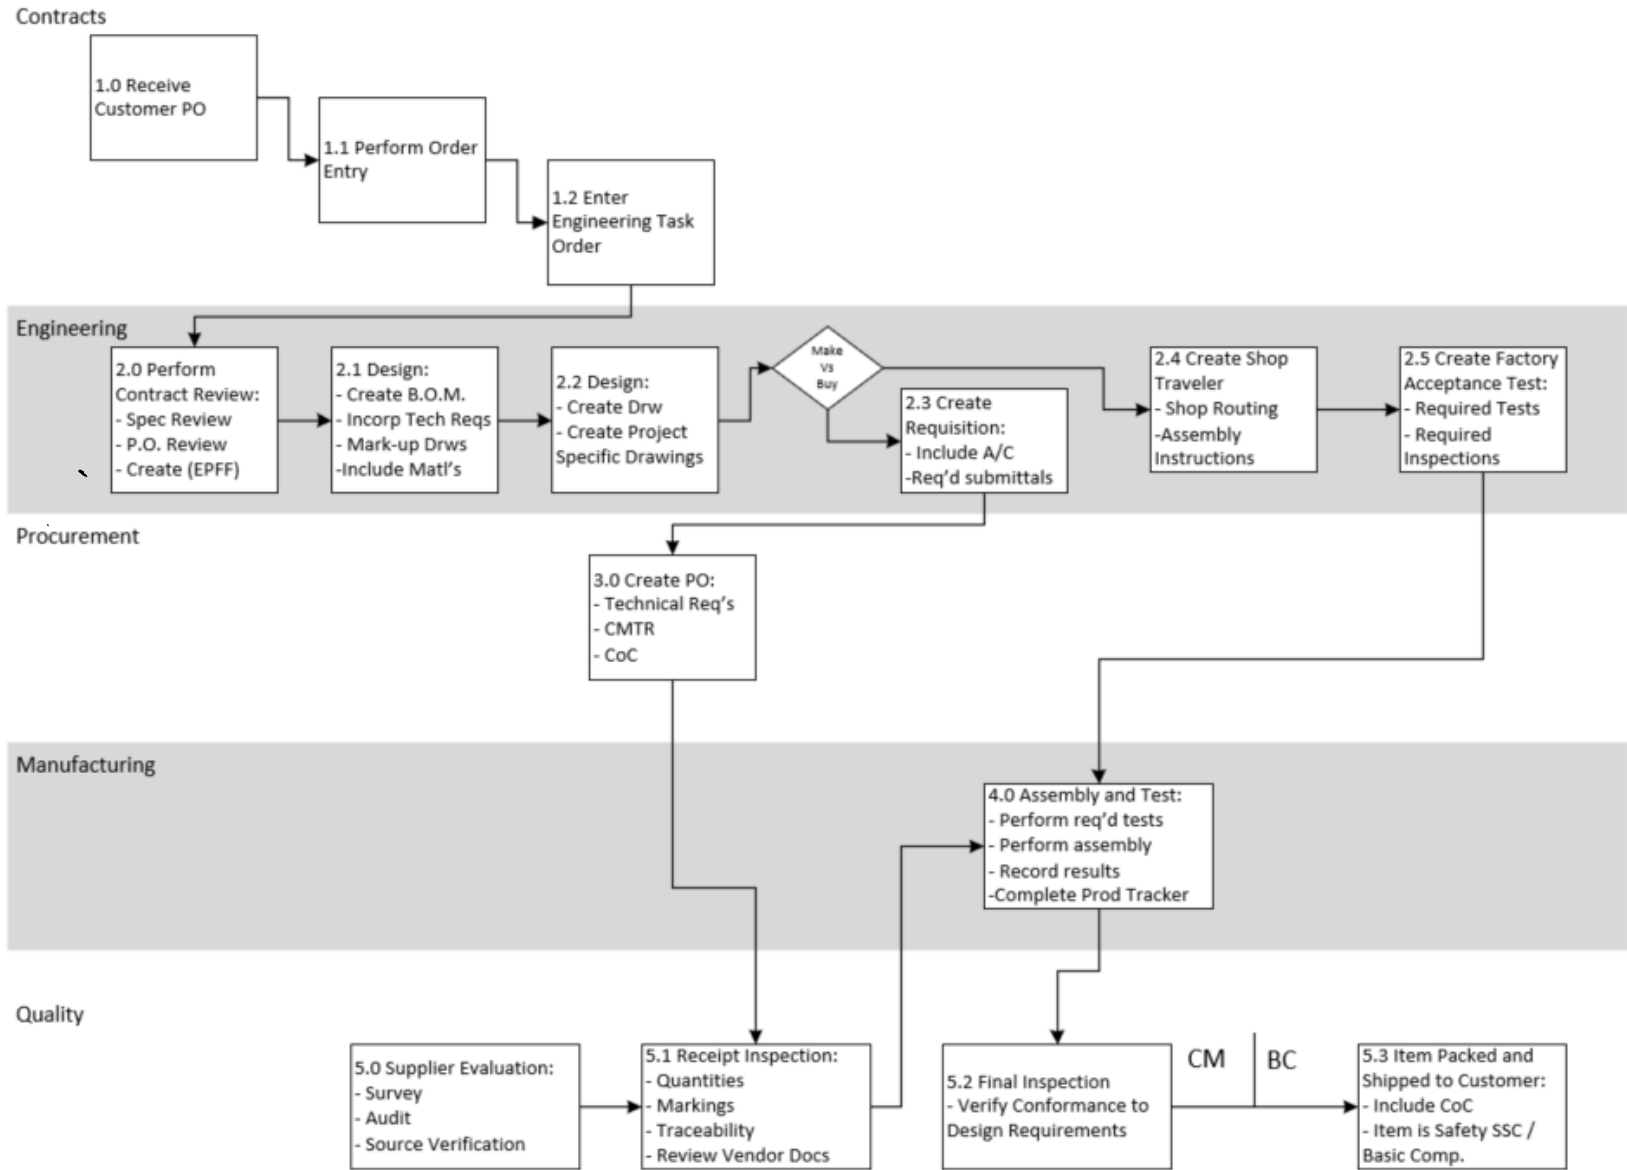 Contracts
1.0 Receive
Customer PO
1.1 Perform Order
Entry
1.2 Enter
Engineering Task
Order
Engineering
2.0 Perform
Contract Review:
- Spec Review
- P.O. Review
- Create (EPFF)
2.1 Design:
- Create B.O.M.
- Incorp Tech Reqs
- Mark-up Drws
-Include Matl's
2.2 Design:
- Create Drw
- Create Project
Specific Drawings
Make
Vs
Buy
2.3 Create
Requisition:
- Include A/C
-Req'd submittals
2.4 Create Shop
Traveler
- Shop Routing
-Assembly
Instructions
2.5 Create Factory
Acceptance Test:
- Required Tests
- Required
Inspections
Procurement
3.0 Create PO:
- Technical Req's
- CMTR
- CoC
Manufacturing
4.0 Assembly and Test:
- Perform req'd tests
- Perform assembly
- Record results
-Complete Prod Tracker
Quality
5.0 Supplier Evaluation:
- Survey
- Audit
- Source Verification
5.1 Receipt Inspection:
- Quantities
- Markings
- Traceability
- Review Vendor Docs
5.2 Final Inspection
- Verify Conformance to
Design Requirements
CM
BC
5.3 Item Packed and
Shipped to Customer:
- Include CoC
- Item is Safety SSC /
Basic Comp.